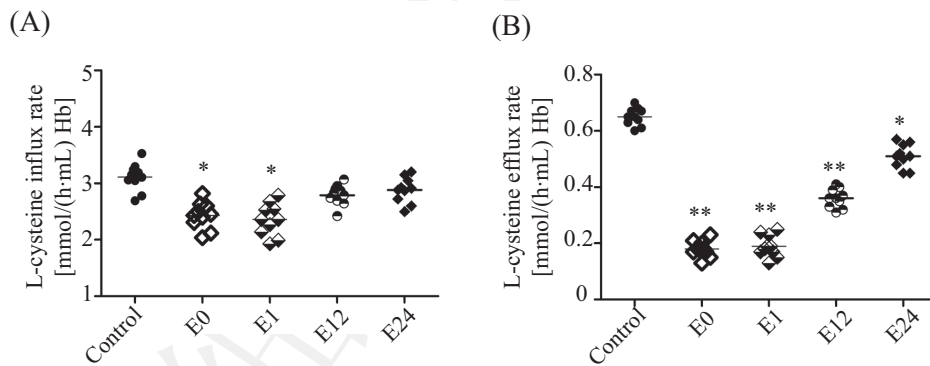 (A)
L-cysteine influx rate
[mmol/(h·mL) Hb]
5
4
3
2
1
*
*
Control
E0
E1
E12
E24
(B)
L-cysteine efflux rate
[mmol/(h·mL) Hb]
0.8
0.6
0.4
0.2
0
**
**
**
*
Control
E0
E1
E12
E24